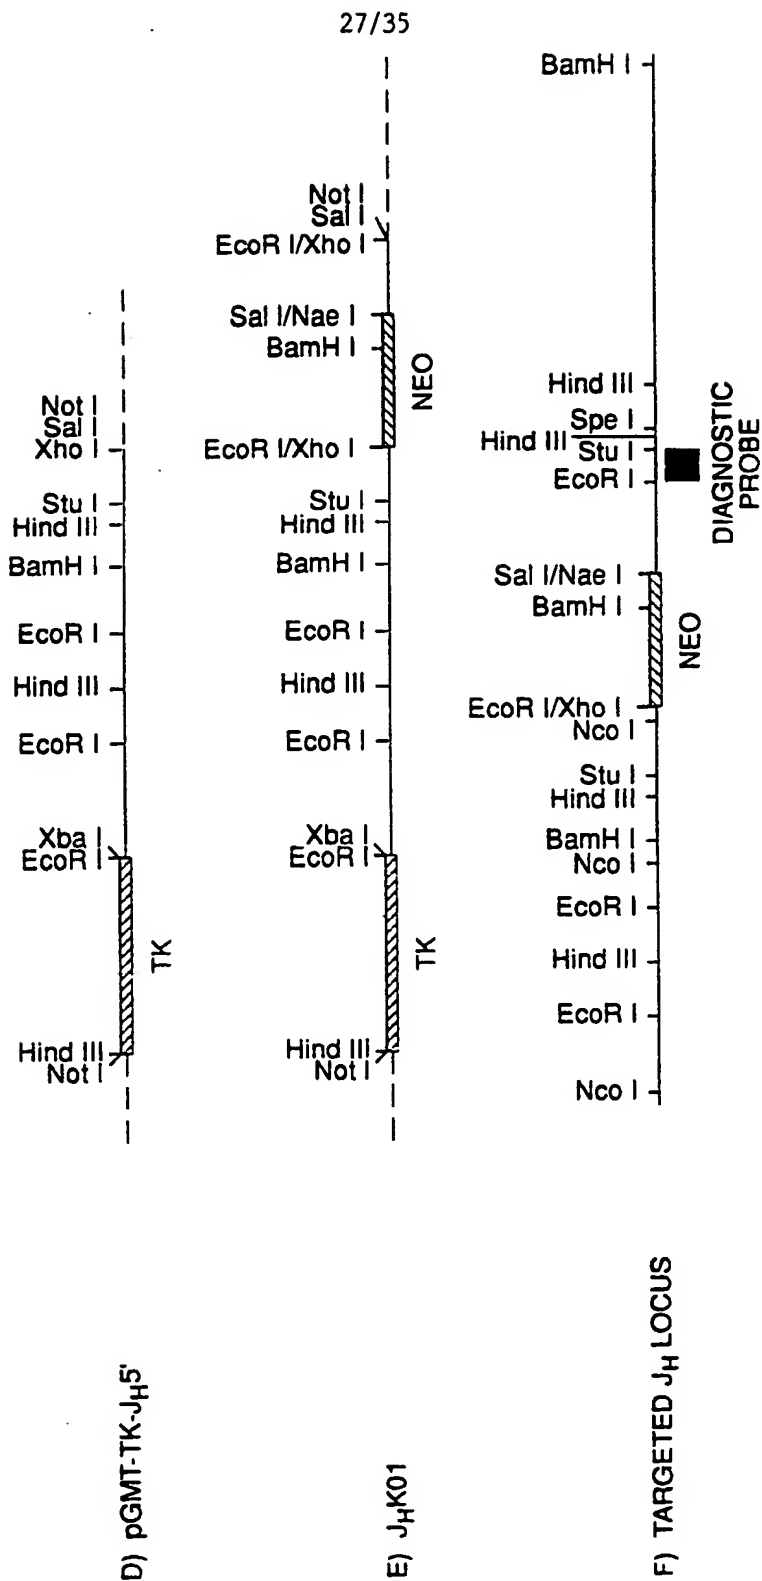 27/35
D) pGMT-TK-JH5'
Not I
Sal I
Xho I
Stu I
Hind III
BamH I
EcoR I
Hind III
EcoR I
Xba I
EcoR I
TK
Hind III
Not I
E) JHK01
Not I
Sal I
EcoR I/Xho I
Sal I/Nae I
BamH I
NEO
EcoR I/Xho I
Stu I
Hind III
BamH I
EcoR I
Hind III
EcoR I
Xba I
EcoR I
TK
Hind III
Not I
F) TARGETED JH LOCUS
BamH I
Hind III
Spe I
Hind III
Stu I
EcoR I
DIAGNOSTIC
PROBE
Sal I/Nae I
BamH I
NEO
EcoR I/Xho I
Nco I
Stu I
Hind III
BamH I
Nco I
EcoR I
Hind III
EcoR I
Nco I